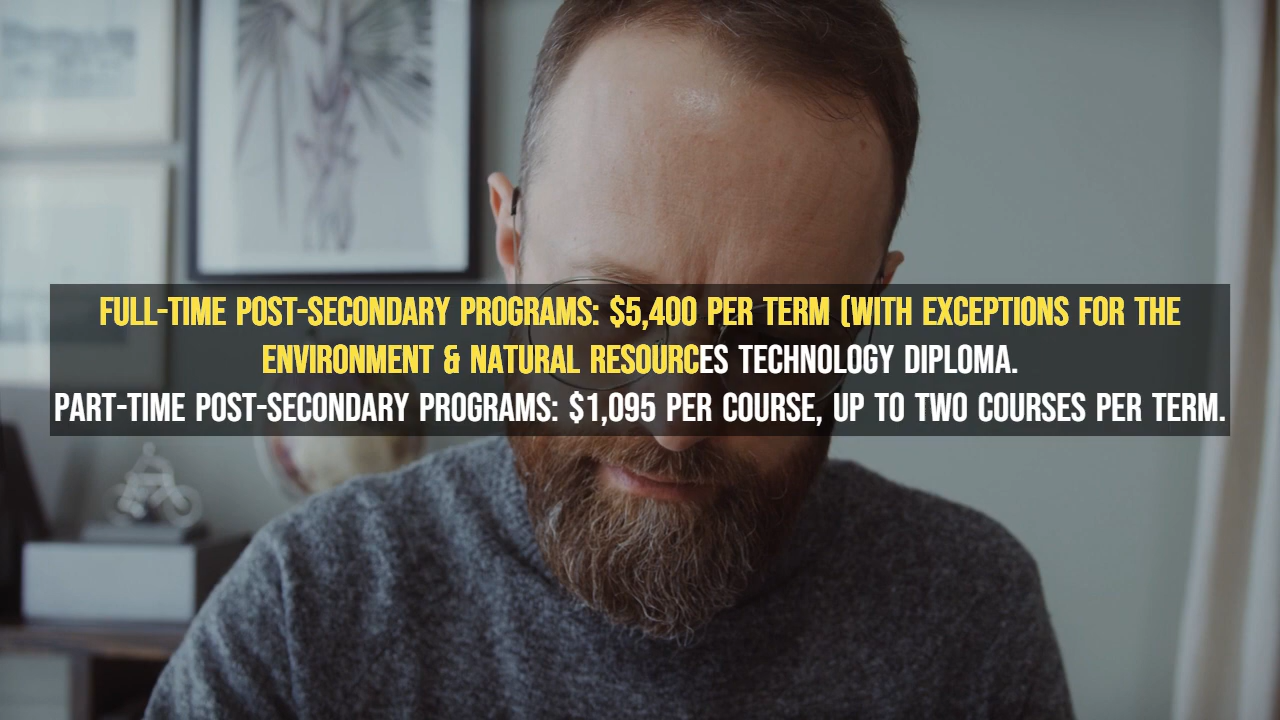 FULL-TIME POST-SECONDARY PROGRAMS: $5,400 PER TERM (WITH EXCEPTIONS FOR THE
ENVIRONMENT & NATURAL RESOURCES TECHNOLOGY DIPLOMA.
PART-TIME POST-SECONDARY PROGRAMS: $1,095 PER COURSE, UP TO TWO COURSES PER TERM.